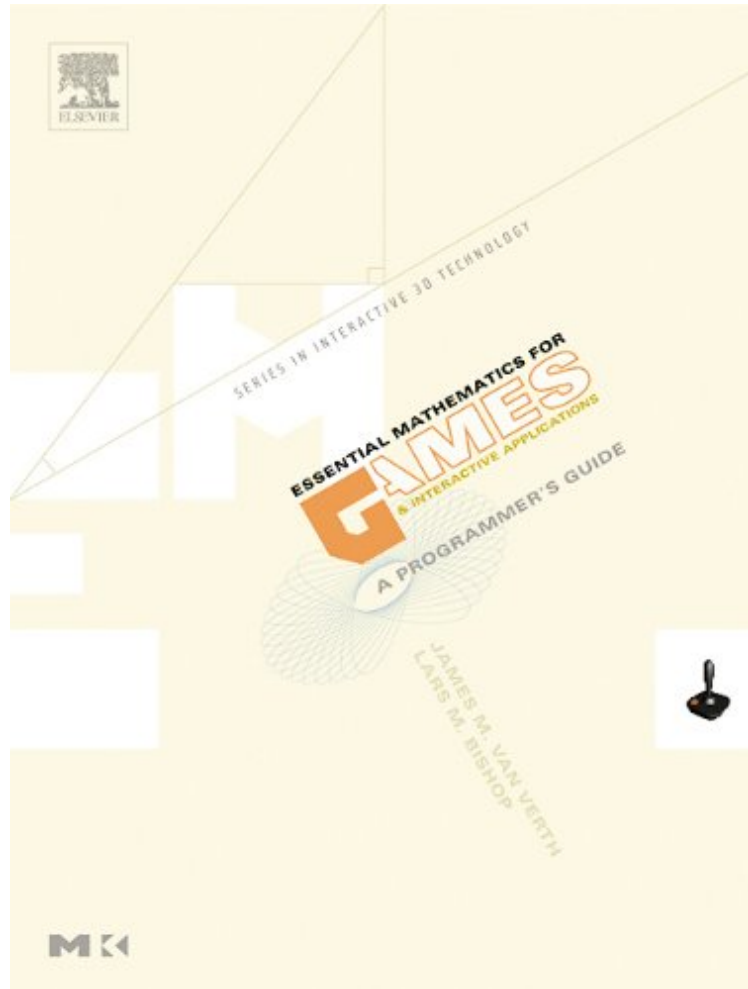 ELSEVIER
SERIES IN INTERACTIVE 3D TECHNOLOGY
ESSENTIAL MATHEMATICS FOR
GAMES
& INTERACTIVE APPLICATIONS
A PROGRAMMER'S GUIDE
JAMES M. VAN VERTH
LARS M. BISHOP
MK